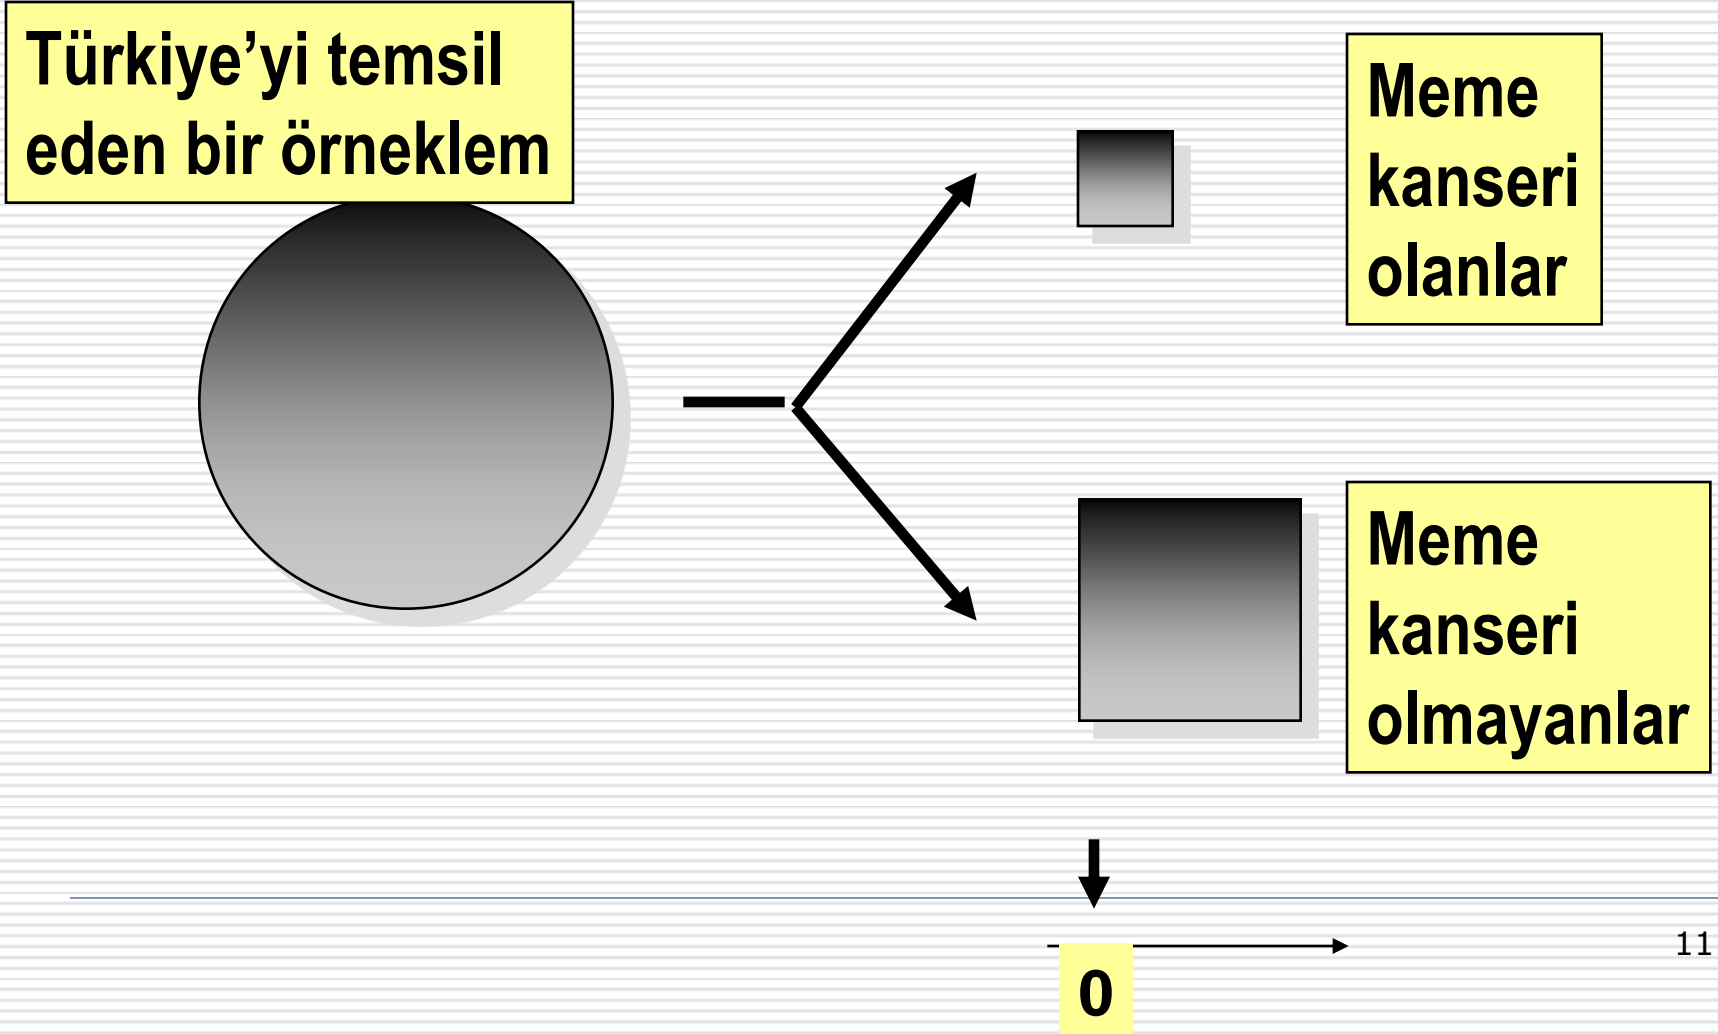 Türkiye’yi temsil
eden bir örneklem
Meme
kanseri
olanlar
Meme
kanseri
olmayanlar
0
11